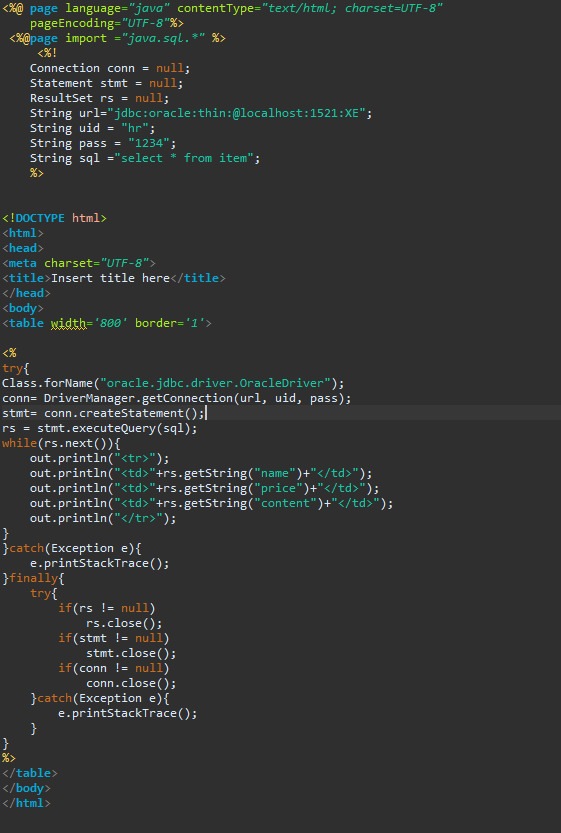 <%@ page language="java" contentType="text/html; charset=UTF-8"
    pageEncoding="UTF-8"%>
 <%@page import ="java.sql.*" %>
     <%!
    Connection conn = null;
    Statement stmt = null;
    ResultSet rs = null;
    String url="jdbc:oracle:thin:@localhost:1521:XE";
    String uid = "hr";
    String pass = "1234";
    String sql ="select * from item";
    %>
<!DOCTYPE html>
<html>
<head>
<meta charset="UTF-8">
<title>Insert title here</title>
</head>
<body>
<table width='800' border='1'>
<%
try{
Class.forName("oracle.jdbc.driver.OracleDriver");
conn= DriverManager.getConnection(url, uid, pass);
stmt= conn.createStatement();
rs = stmt.executeQuery(sql);
while(rs.next()){
    out.println("<tr>");
    out.println("<td>"+rs.getString("name")+"</td>");
    out.println("<td>"+rs.getString("price")+"</td>");
    out.println("<td>"+rs.getString("content")+"</td>");
    out.println("</tr>");
}
}catch(Exception e){
    e.printStackTrace();
}finally{
    try{
        if(rs != null)
            rs.close();
        if(stmt != null)
            stmt.close();
        if(conn != null)
            conn.close();
    }catch(Exception e){
        e.printStackTrace();
    }
}
%>
</table>
</body>
</html>